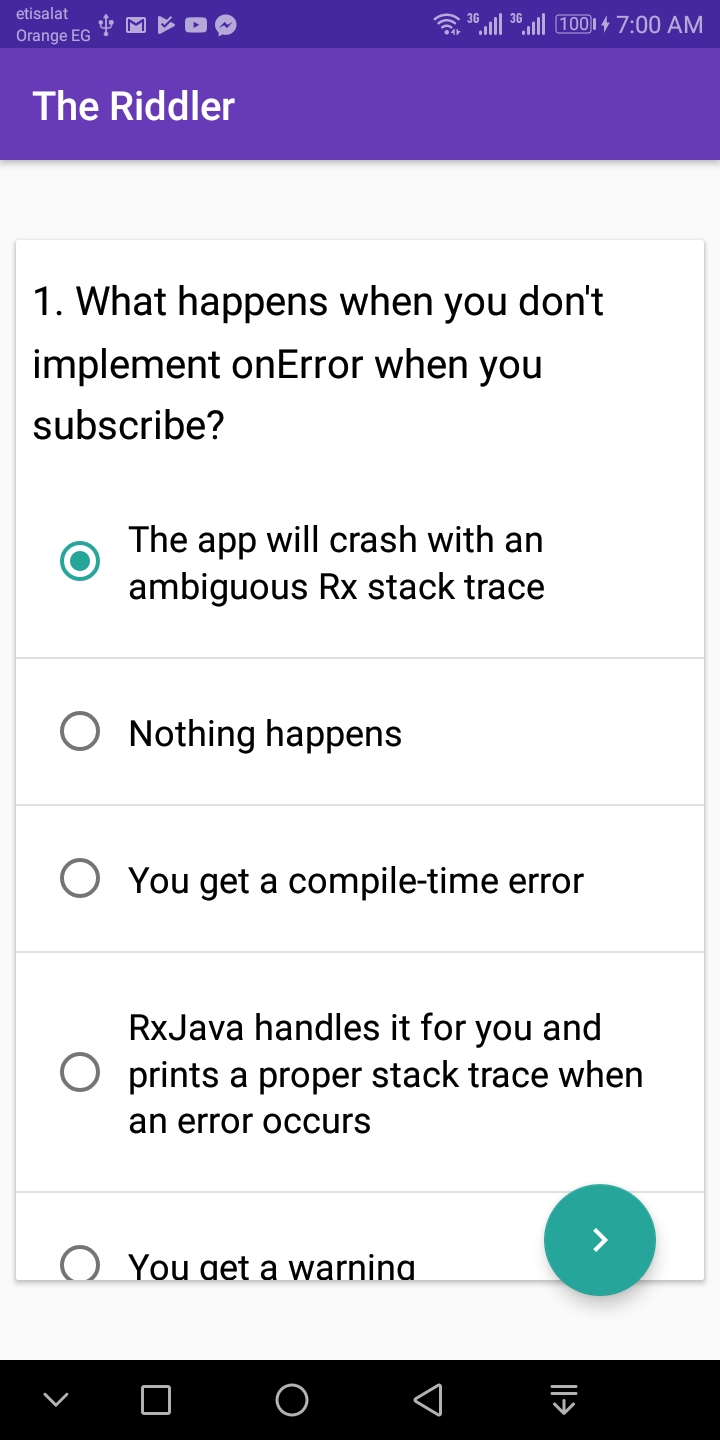 etisalat
Orange EG
3G
3G
100
7:00 AM
The Riddler
1. What happens when you don't
implement onError when you
subscribe?
The app will crash with an
ambiguous Rx stack trace
Nothing happens
You get a compile-time error
RxJava handles it for you and
prints a proper stack trace when
an error occurs
You get a warning